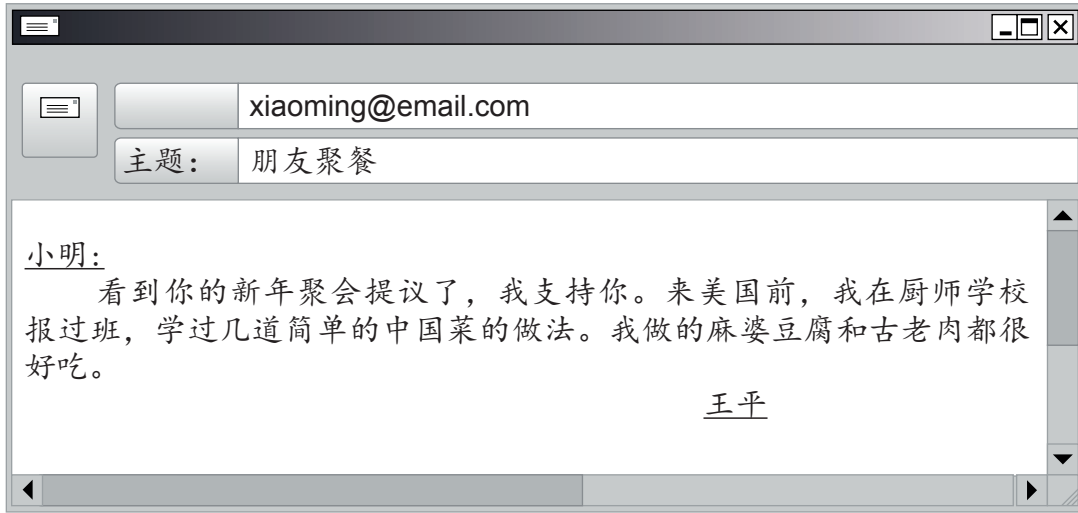 xiaoming@email.com
主题：朋友聚餐
小明：
看到你的新年聚会提议了，我支持你。来美国前，我在厨师学校
报过班，学过几道简单的中国菜的做法。我做的麻婆豆腐和古老肉都很
好吃。
王平